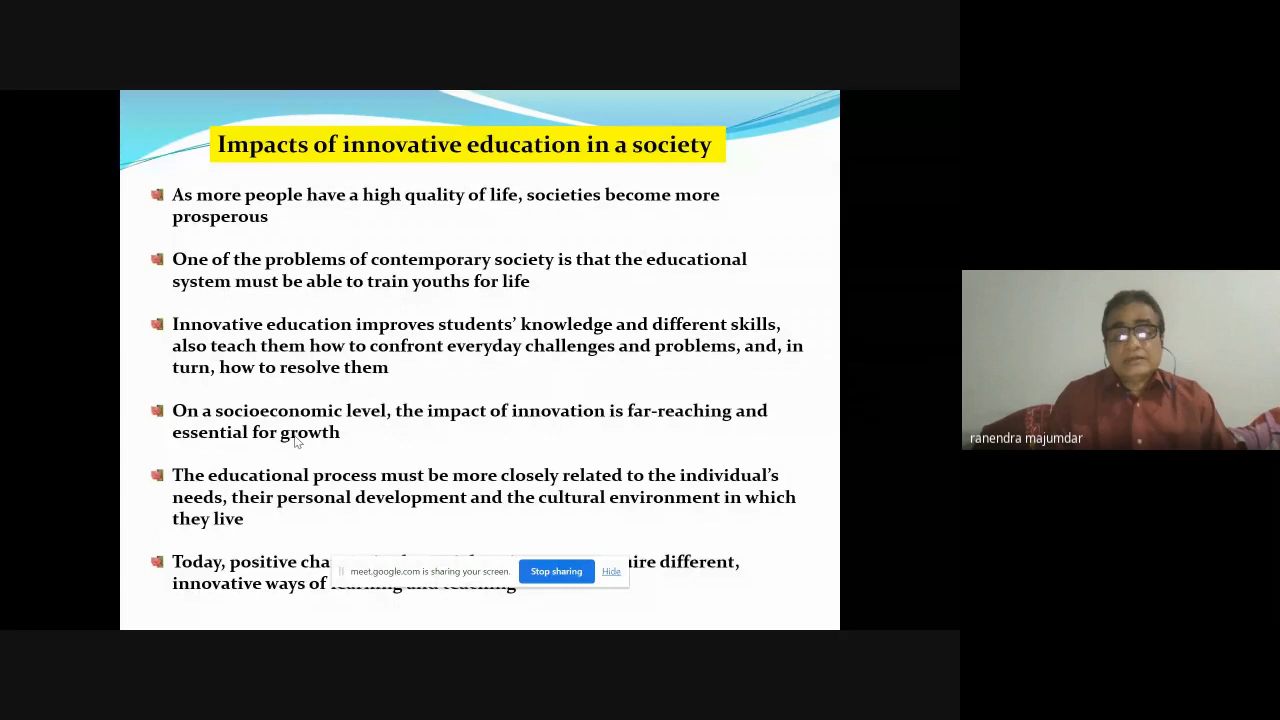 Impacts of innovative education in a society
As more people have a high quality of life, societies become more
prosperous
One of the problems of contemporary society is that the educational
system must be able to train youths for life
Innovative education improves students’ knowledge and different skills,
also teach them how to confront everyday challenges and problems, and, in
turn, how to resolve them
On a socioeconomic level, the impact of innovation is far-reaching and
essential for growth
The educational process must be more closely related to the individual’s
needs, their personal development and the cultural environment in which
they live
Today, positive different,
innovative ways of learning and teaching
meet.google.com is sharing your screen. Stop sharing Hide
ranendra majumdar